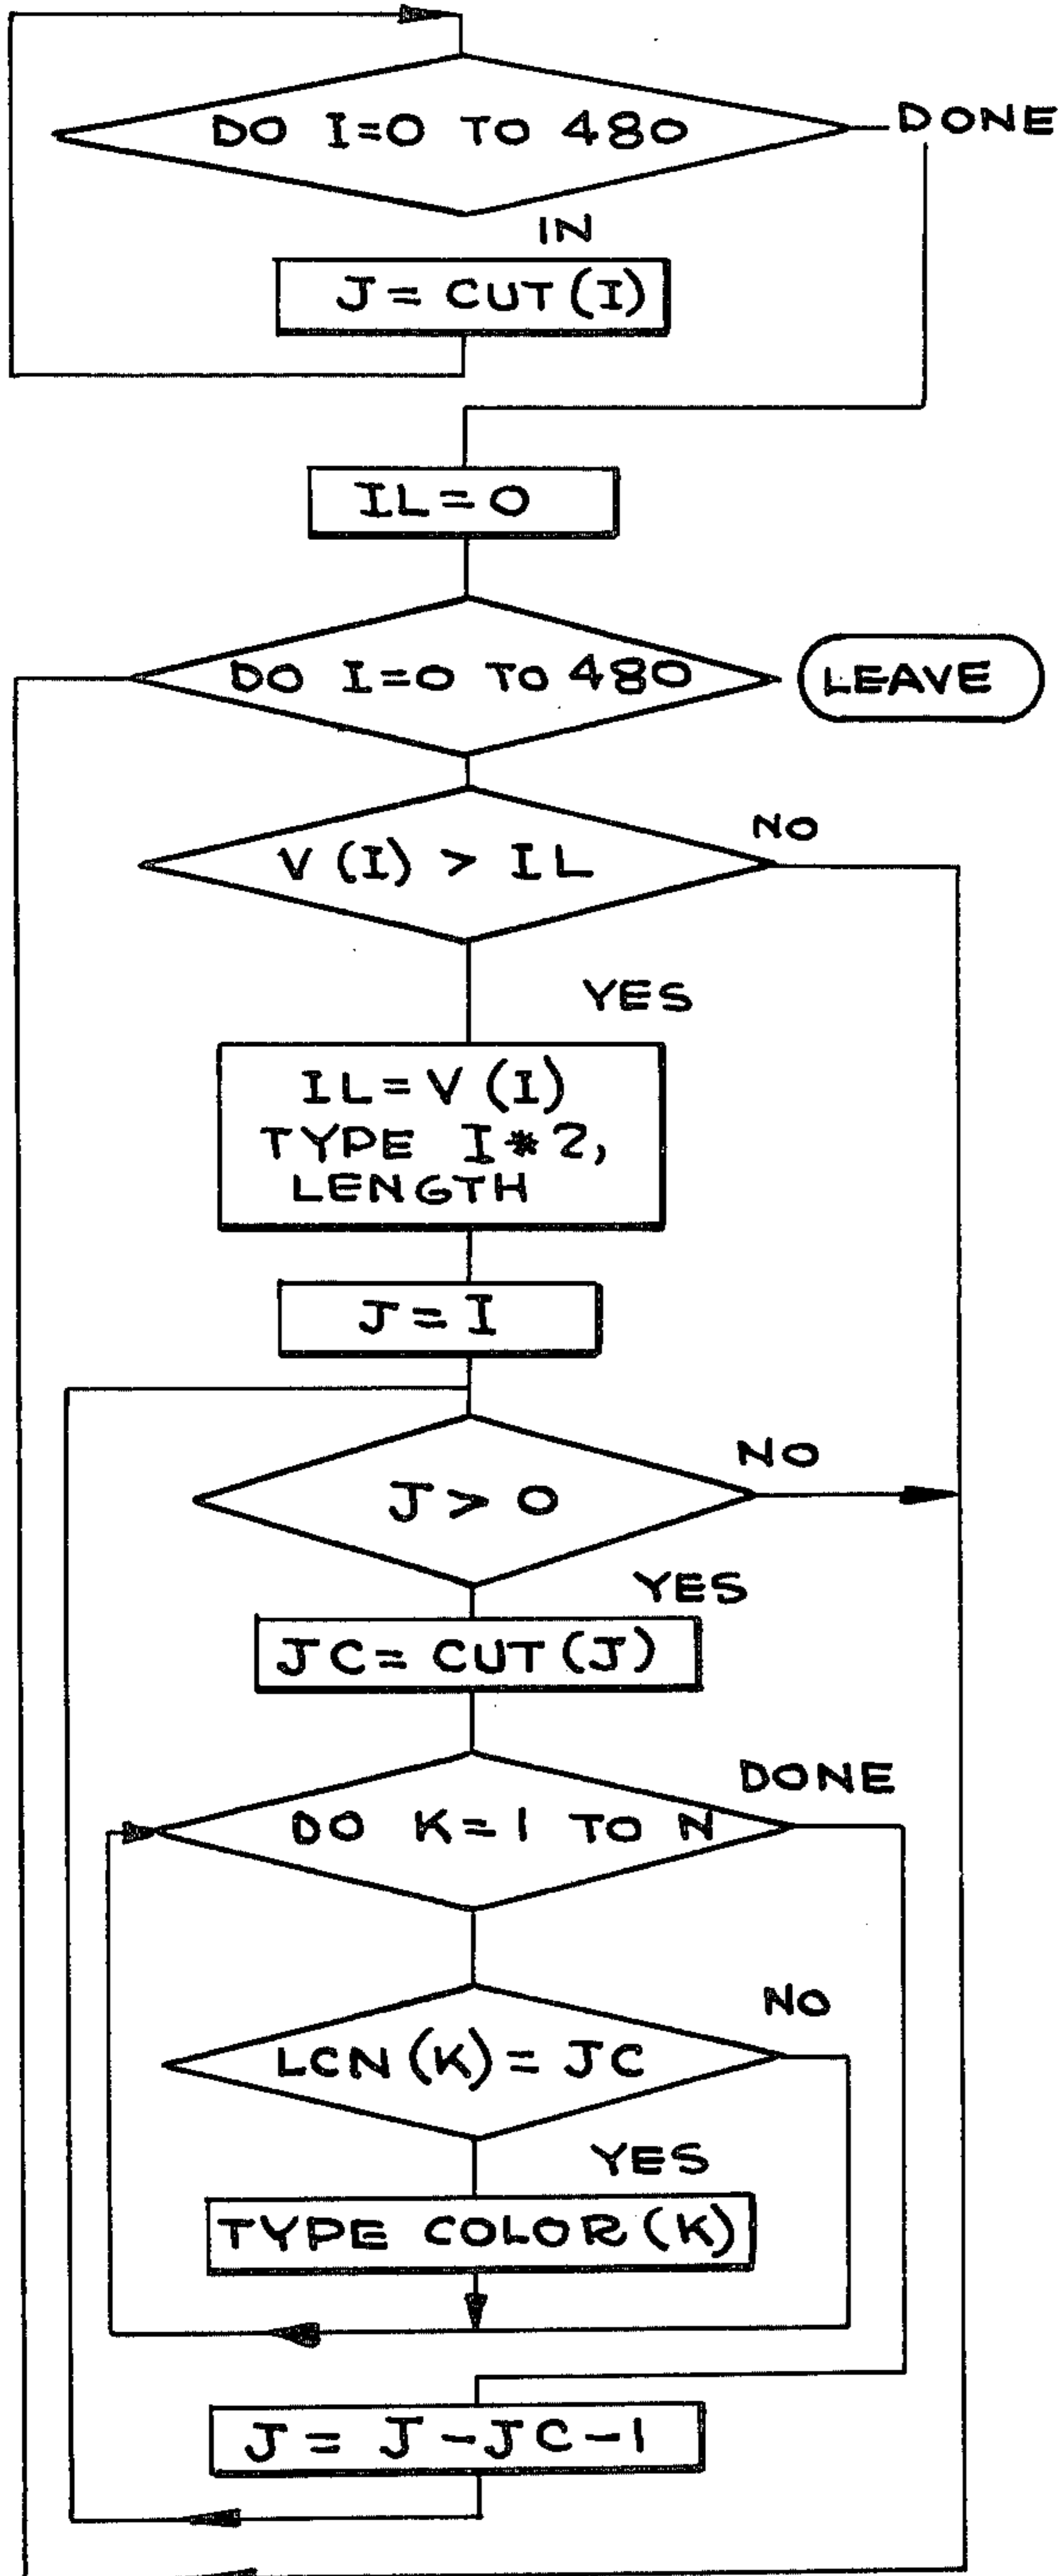 DO I=0 TO 480
DONE
IN
J = CUT(I)
IL = 0
DO I=0 TO 480
LEAVE
V(I) > IL
NO
YES
IL = V(I)
TYPE I*2,
LENGTH
J = I
J > 0
NO
YES
JC = CUT(J)
DO K=1 TO N
DONE
LCN(K) = JC
NO
YES
TYPE COLOR(K)
J = J-JC-1